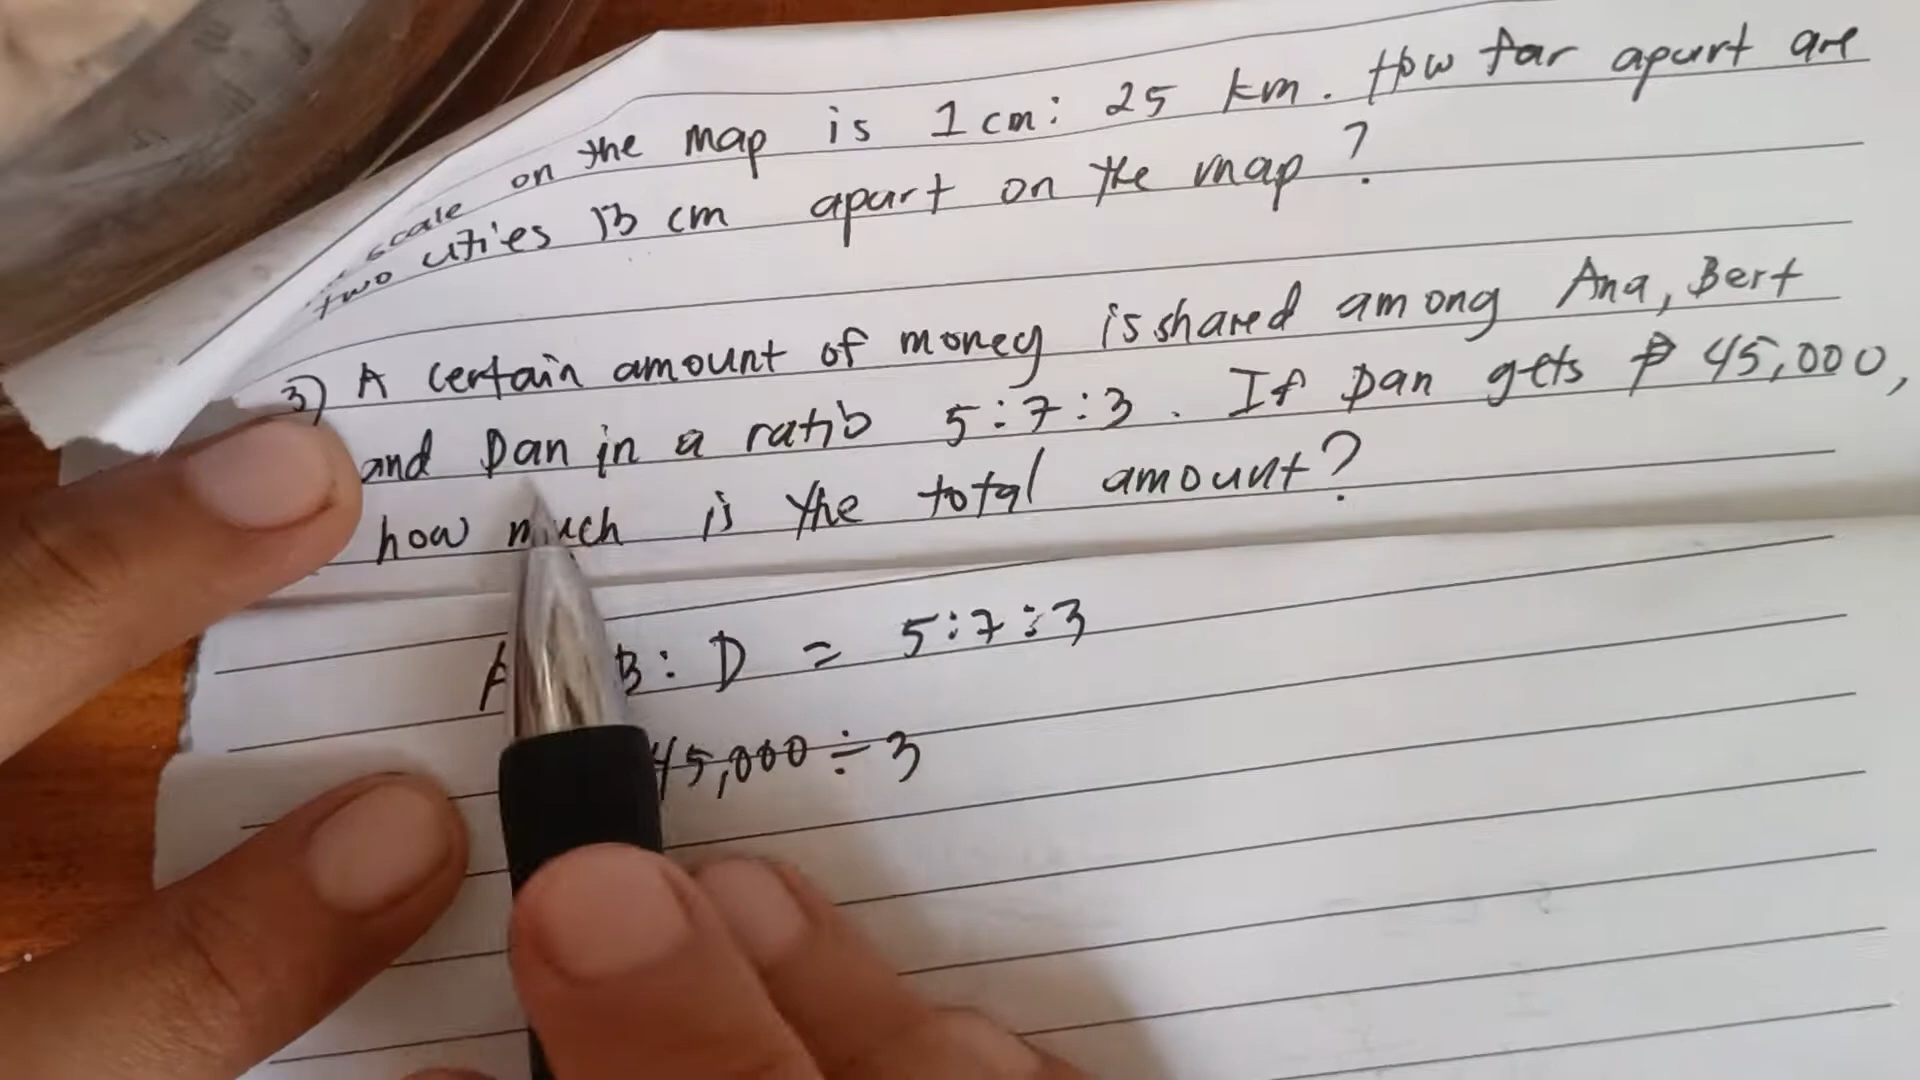 scale on the map is 1 cm: 25 km. How far apart are
two cities 13 cm apart on the map?
3) A certain amount of money is shared among Ana, Bert
and Dan in a ratio 5:7:3. If Dan gets ₱ 45,000,
how much is the total amount?
A B: D = 5:7:3
45,000 ÷ 3